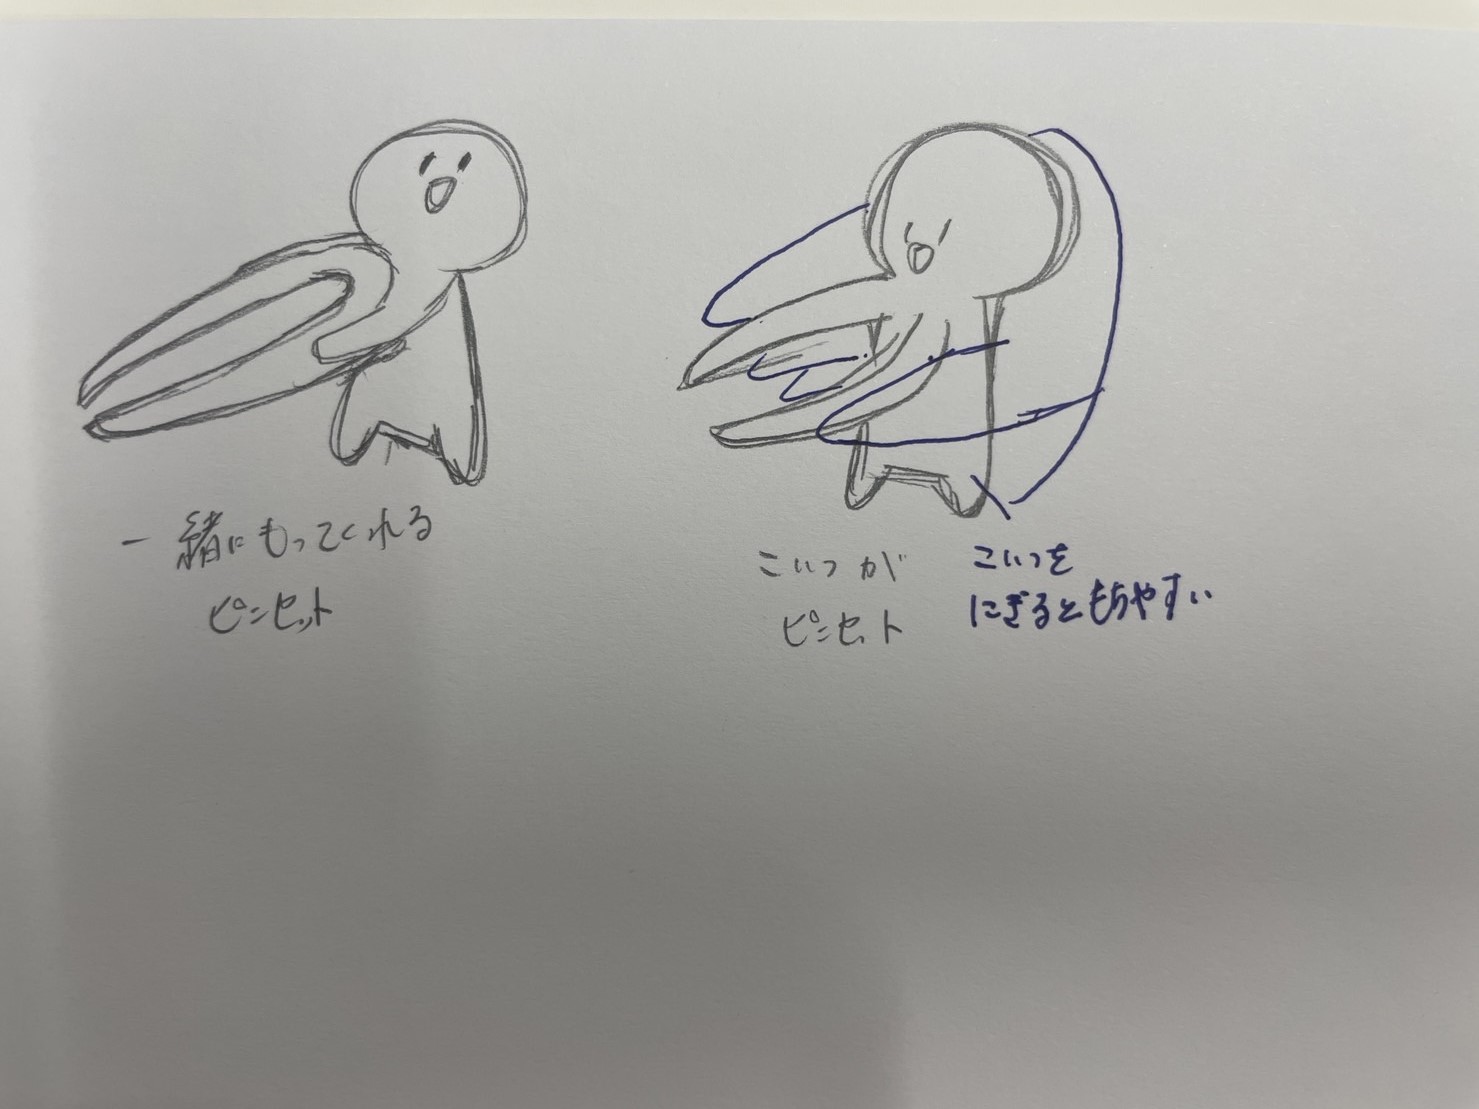 一緒にもってくれる
ピンセット
こいつが
ピンセット
こいつを
にぎるともちやすい